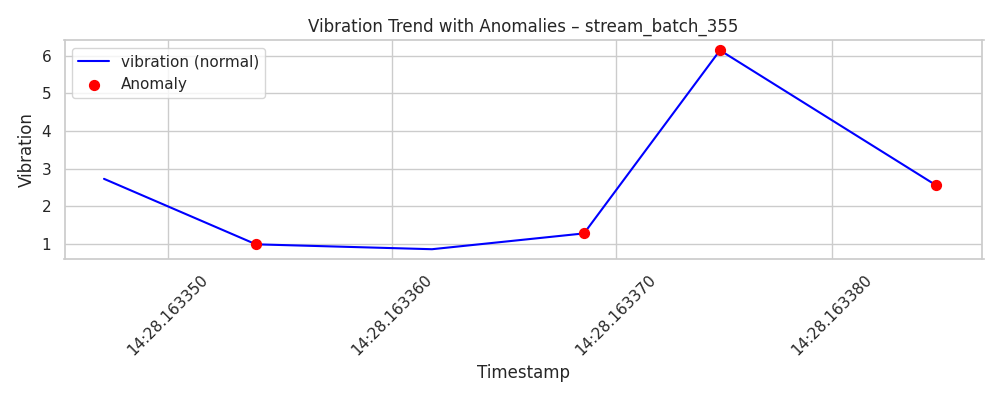 Vibration Trend with Anomalies – stream_batch_355
vibration (normal)
Anomaly
Vibration
6
5
4
3
2
1
14:28.163350
14:28.163360
14:28.163370
14:28.163380
Timestamp